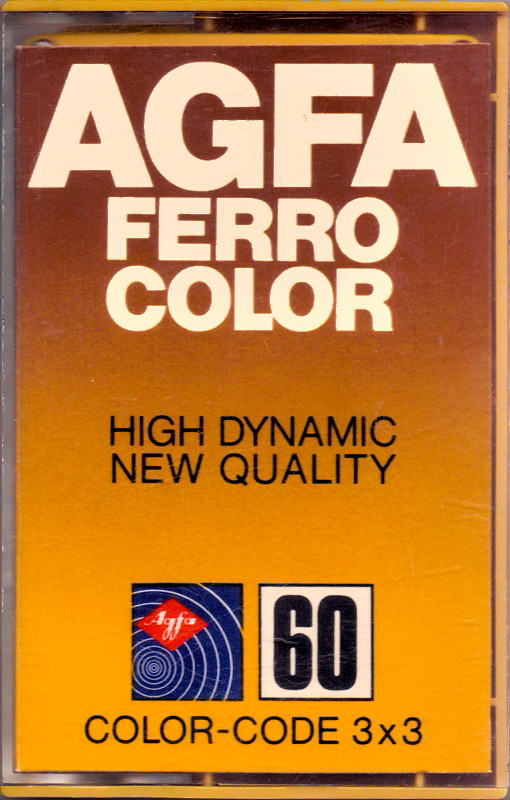 AGFA
FERRO
COLOR
HIGH DYNAMIC
NEW QUALITY
Agfa
60
COLOR-CODE 3x3